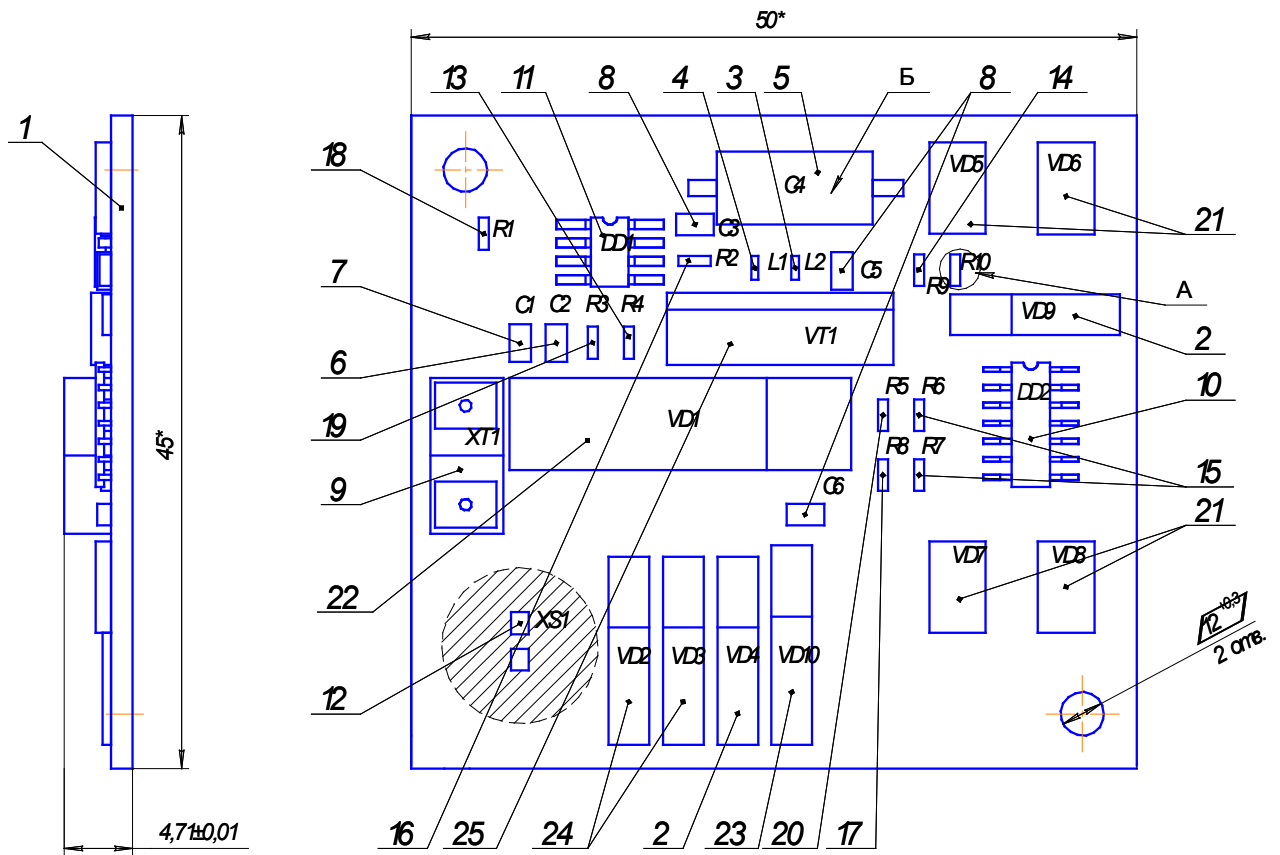 50*
13 11 8 4 3 5 Б 8 14
1
18
VD5 VD6
C4
R1
C3
DD1
21
R2 L1 L2 C5 R9 R10
7
А
C1 C2 R3 R4
VT1
VD9
2
6
R5 R6
DD2
10
VD1
19
XT1
45*
R8 R7
9
15
C6
21
VD7 VD8
22
12 +0,3
2 отв.
XS1
VD2 VD3 VD4 VD10
12
4,71±0,01
16 25 24 2 23 20 17